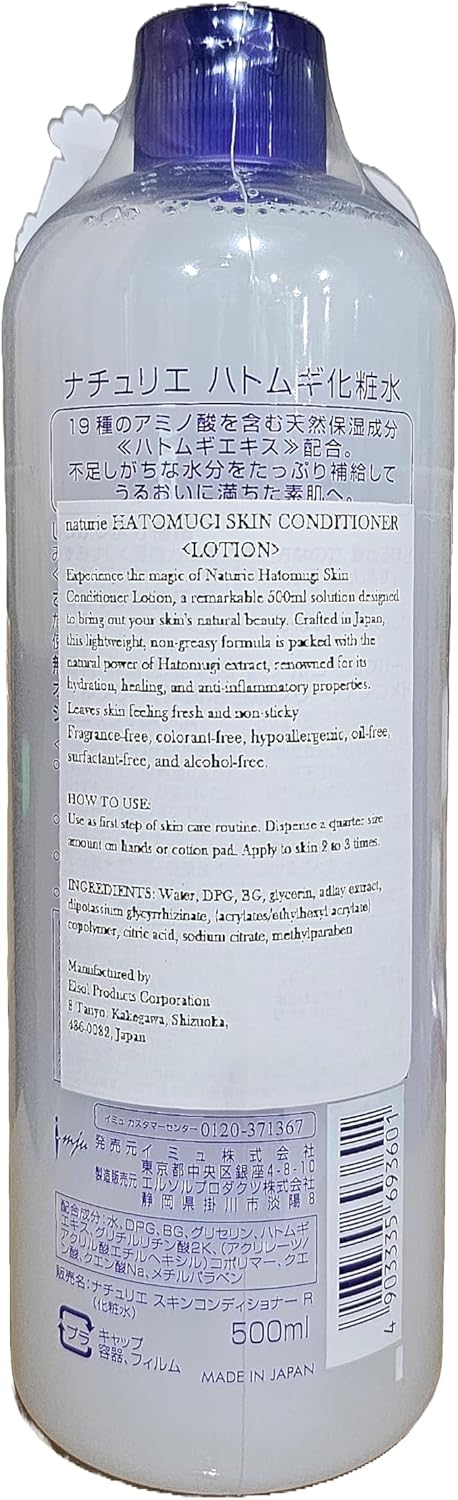 ナチュリエ ハトムギ化粧水
19種のアミノ酸を含む天然保湿成分
≪ハトムギエキス≫配合。
不足しがちな水分をたっぷり補給して
うるおいに満ちた素肌へ。
naturie HATOMUGI SKIN CONDITIONER
<LOTION>
Experience the magic of Naturie Hatomugi Skin
Conditioner Lotion, a remarkable 500ml solution designed
to bring out your skin's natural beauty. Crafted in Japan,
this lightweight, non-greasy formula is packed with the
natural power of Hatomugi extract, renowned for its
hydration, healing, and anti-inflammatory properties.
Leaves skin feeling fresh and non-sticky
Fragrance-free, colorant-free, hypoallergenic, oil-free,
surfactant-free, and alcohol-free.
HOW TO USE:
Use as first step of skin care routine. Dispense a quarter size
amount on hands or cotton pad. Apply to skin 2 to 3 times.
INGREDIENTS: Water, DPG, BG, glycerin, adlay extract,
dipotassium glycyrrhizinate, (acrylates/ethylhexyl acrylate)
copolymer, citric acid, sodium citrate, methylparaben
Manufactured by
Elsol Products Corporation
8 Tanyo, Kakegawa, Shizuoka,
436-0082, Japan
イミュ カスタマーセンター 0120-371367
imju 発売元 イミュ株式会社
東京都中央区銀座4-8-10
製造販売元 エルソルプロダクツ株式会社
静岡県掛川市淡陽8
配合成分:水、DPG、BG、グリセリン、ハトムギ
エキス、グリチルリチン酸2K、(アクリレーツ/
アクリル酸エチルヘキシル)コポリマー、クエ
ン酸、クエン酸Na、メチルパラベン
販売名:ナチュリエ スキンコンディショナー R
(化粧水)
500ml
プラ キャップ
容器、フィルム
MADE IN JAPAN
4 903335 693601